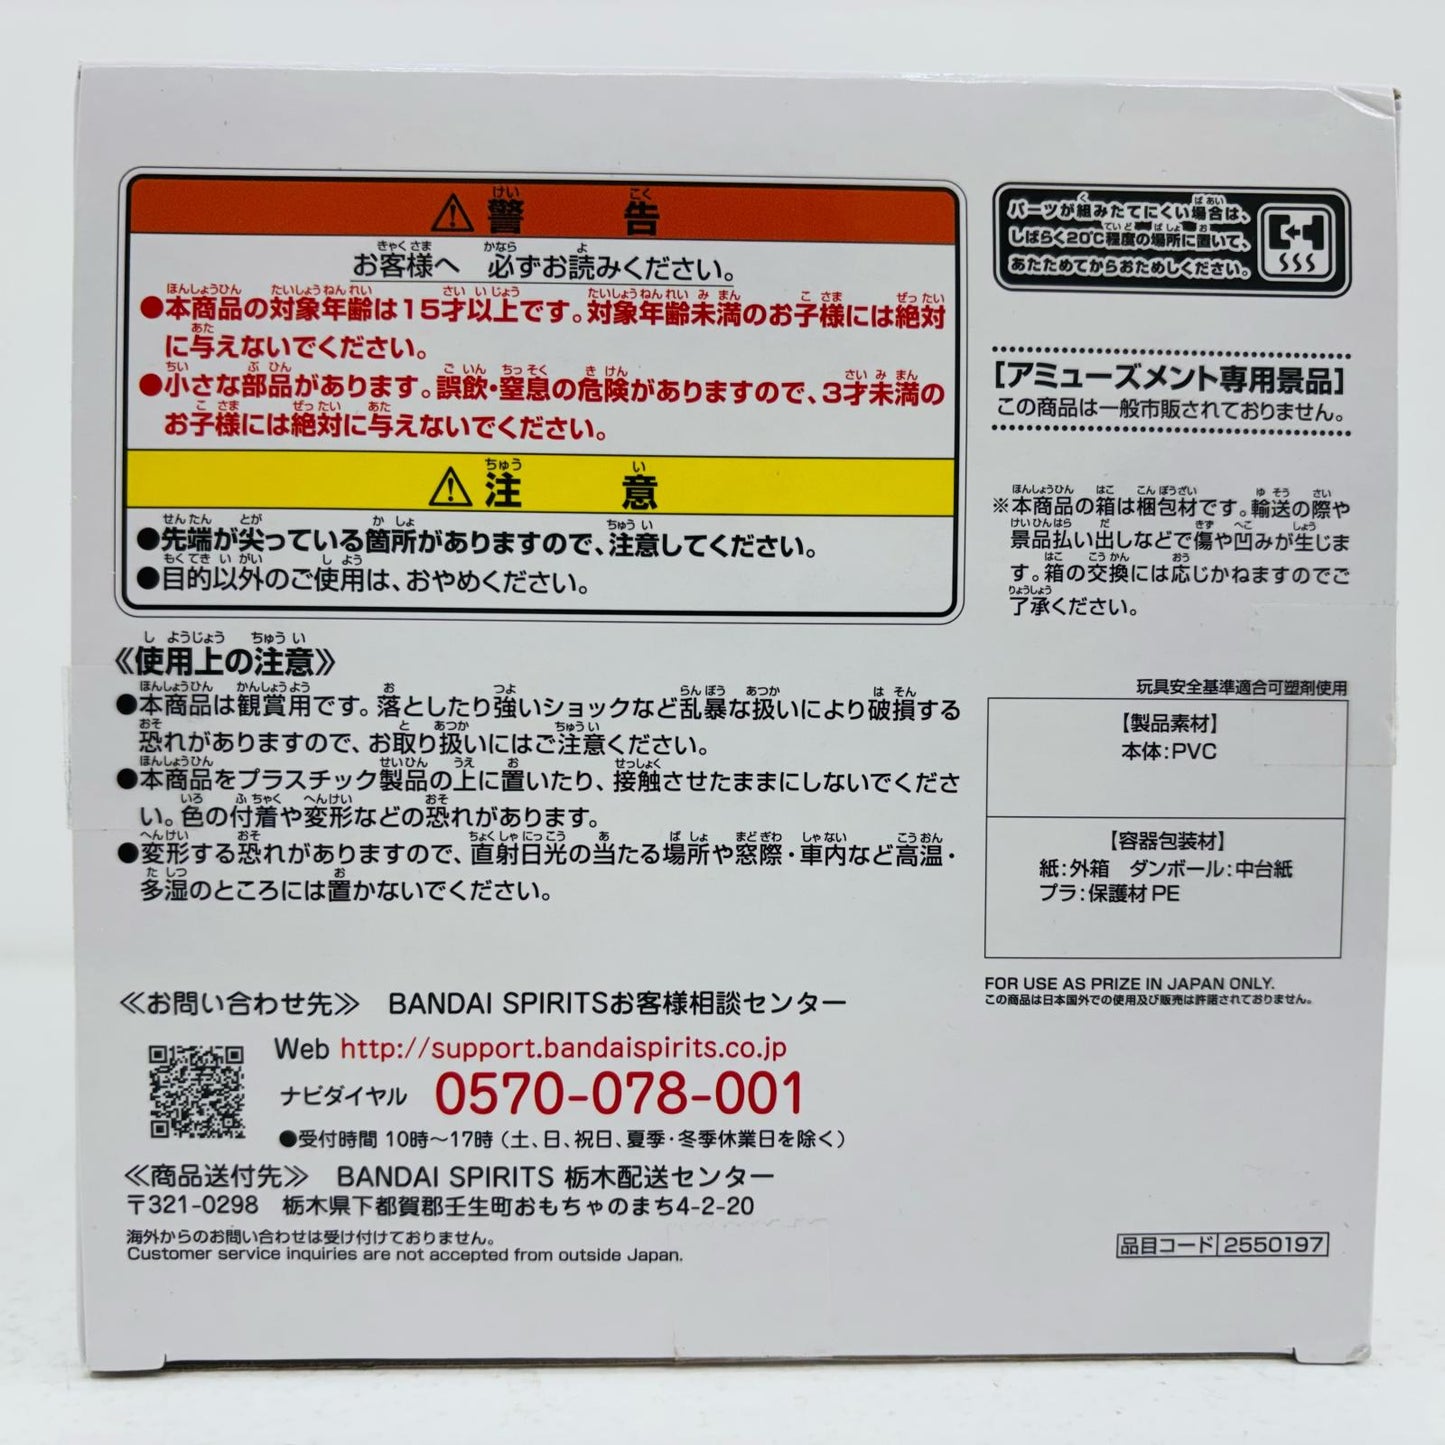 警告
お客様へ 必ずお読みください。
●本商品の対象年齢は15才以上です。対象年齢未満のお子様には絶対
に与えないでください。
●小さな部品があります。誤飲・窒息の危険がありますので、3才未満の
お子様には絶対に与えないでください。
注意
●先端が尖っている箇所がありますので、注意してください。
●目的以外のご使用は、おやめください。
《使用上の注意》
●本商品は観賞用です。落としたり強いショックなど乱暴な扱いにより破損する
恐れがありますので、お取り扱いにはご注意ください。
●本商品をプラスチック製品の上に置いたり、接触させたままにしないでくださ
い。色の付着や変形などの恐れがあります。
●変形する恐れがありますので、直射日光の当たる場所や窓際・車内など高温・
多湿のところには置かないでください。
≪お問い合わせ先≫ BANDAI SPIRITSお客様相談センター
Web http://support.bandaispirits.co.jp
ナビダイヤル 0570-078-001
●受付時間 10時～17時（土、日、祝日、夏季・冬季休業日を除く）
≪商品送付先≫ BANDAI SPIRITS 栃木配送センター
〒321-0298 栃木県下都賀郡壬生町おもちゃのまち4-2-20
海外からのお問い合わせは受け付けておりません。
Customer service inquiries are not accepted from outside Japan.
パーツが組みたてにくい場合は、
しばらく20℃程度の場所に置いて、
あたためてからおためしください。
［アミューズメント専用景品］
この商品は一般市販されておりません。
※本商品の箱は梱包材です。輸送の際や
景品払い出しなどで傷や凹みが生じま
す。箱の交換には応じかねますのでご
了承ください。
玩具安全基準適合可塑剤使用
【製品素材】
本体:PVC
【容器包装材】
紙:外箱 ダンボール:中台紙
プラ:保護材 PE
FOR USE AS PRIZE IN JAPAN ONLY.
この商品は日本国外での使用及び販売は許諾されておりません。
品目コード 2550197